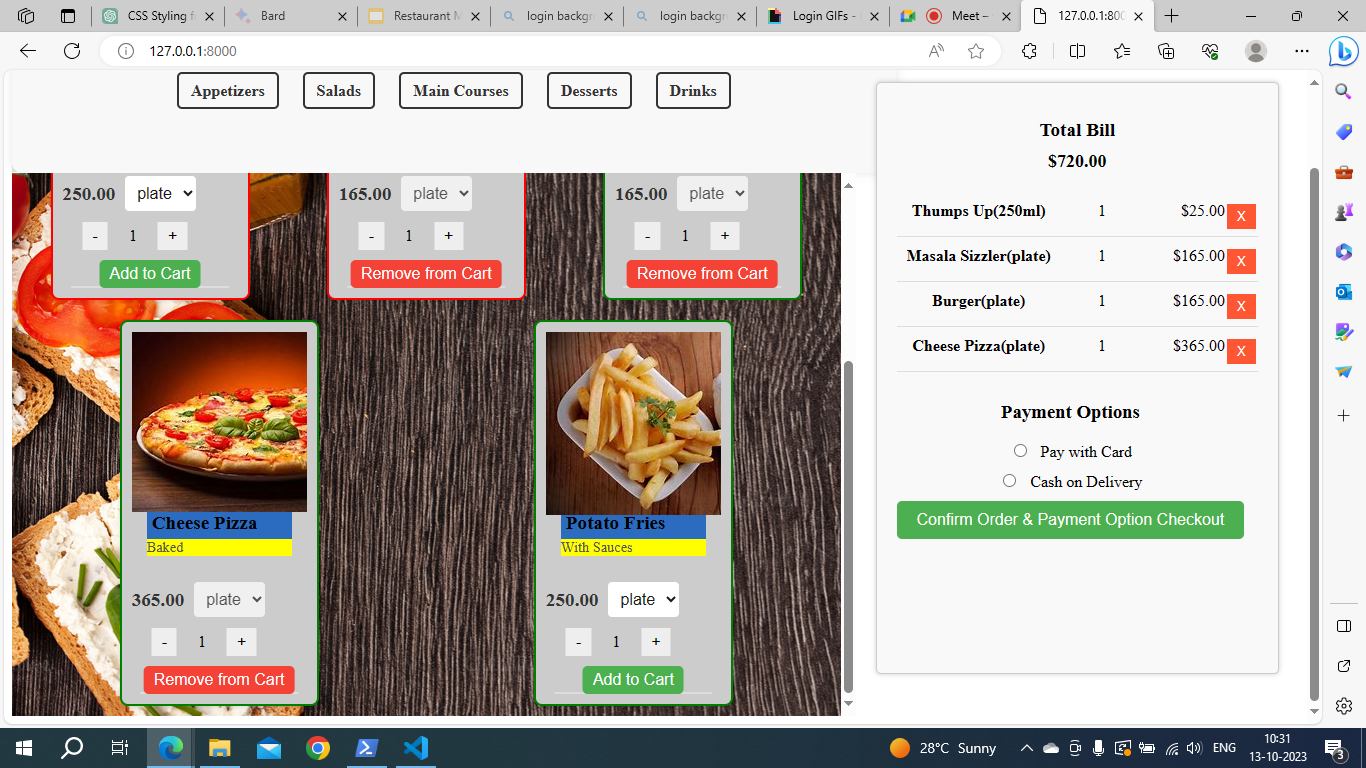 CSS Styling f
Bard
Restaurant M
login backgr
login backgr
Login GIFs -
Meet –
127.0.0.1:800
127.0.0.1:8000
Appetizers
Salads
Main Courses
Desserts
Drinks
250.00 plate
165.00 plate
165.00 plate
- 1 +
- 1 +
- 1 +
Add to Cart
Remove from Cart
Remove from Cart
Cheese Pizza
Baked
365.00 plate
- 1 +
Remove from Cart
Potato Fries
With Sauces
250.00 plate
- 1 +
Add to Cart
Total Bill
$720.00
Thumps Up(250ml) 1 $25.00 X
Masala Sizzler(plate) 1 $165.00 X
Burger(plate) 1 $165.00 X
Cheese Pizza(plate) 1 $365.00 X
Payment Options
Pay with Card
Cash on Delivery
Confirm Order & Payment Option Checkout
28°C Sunny
ENG
10:31
13-10-2023
3